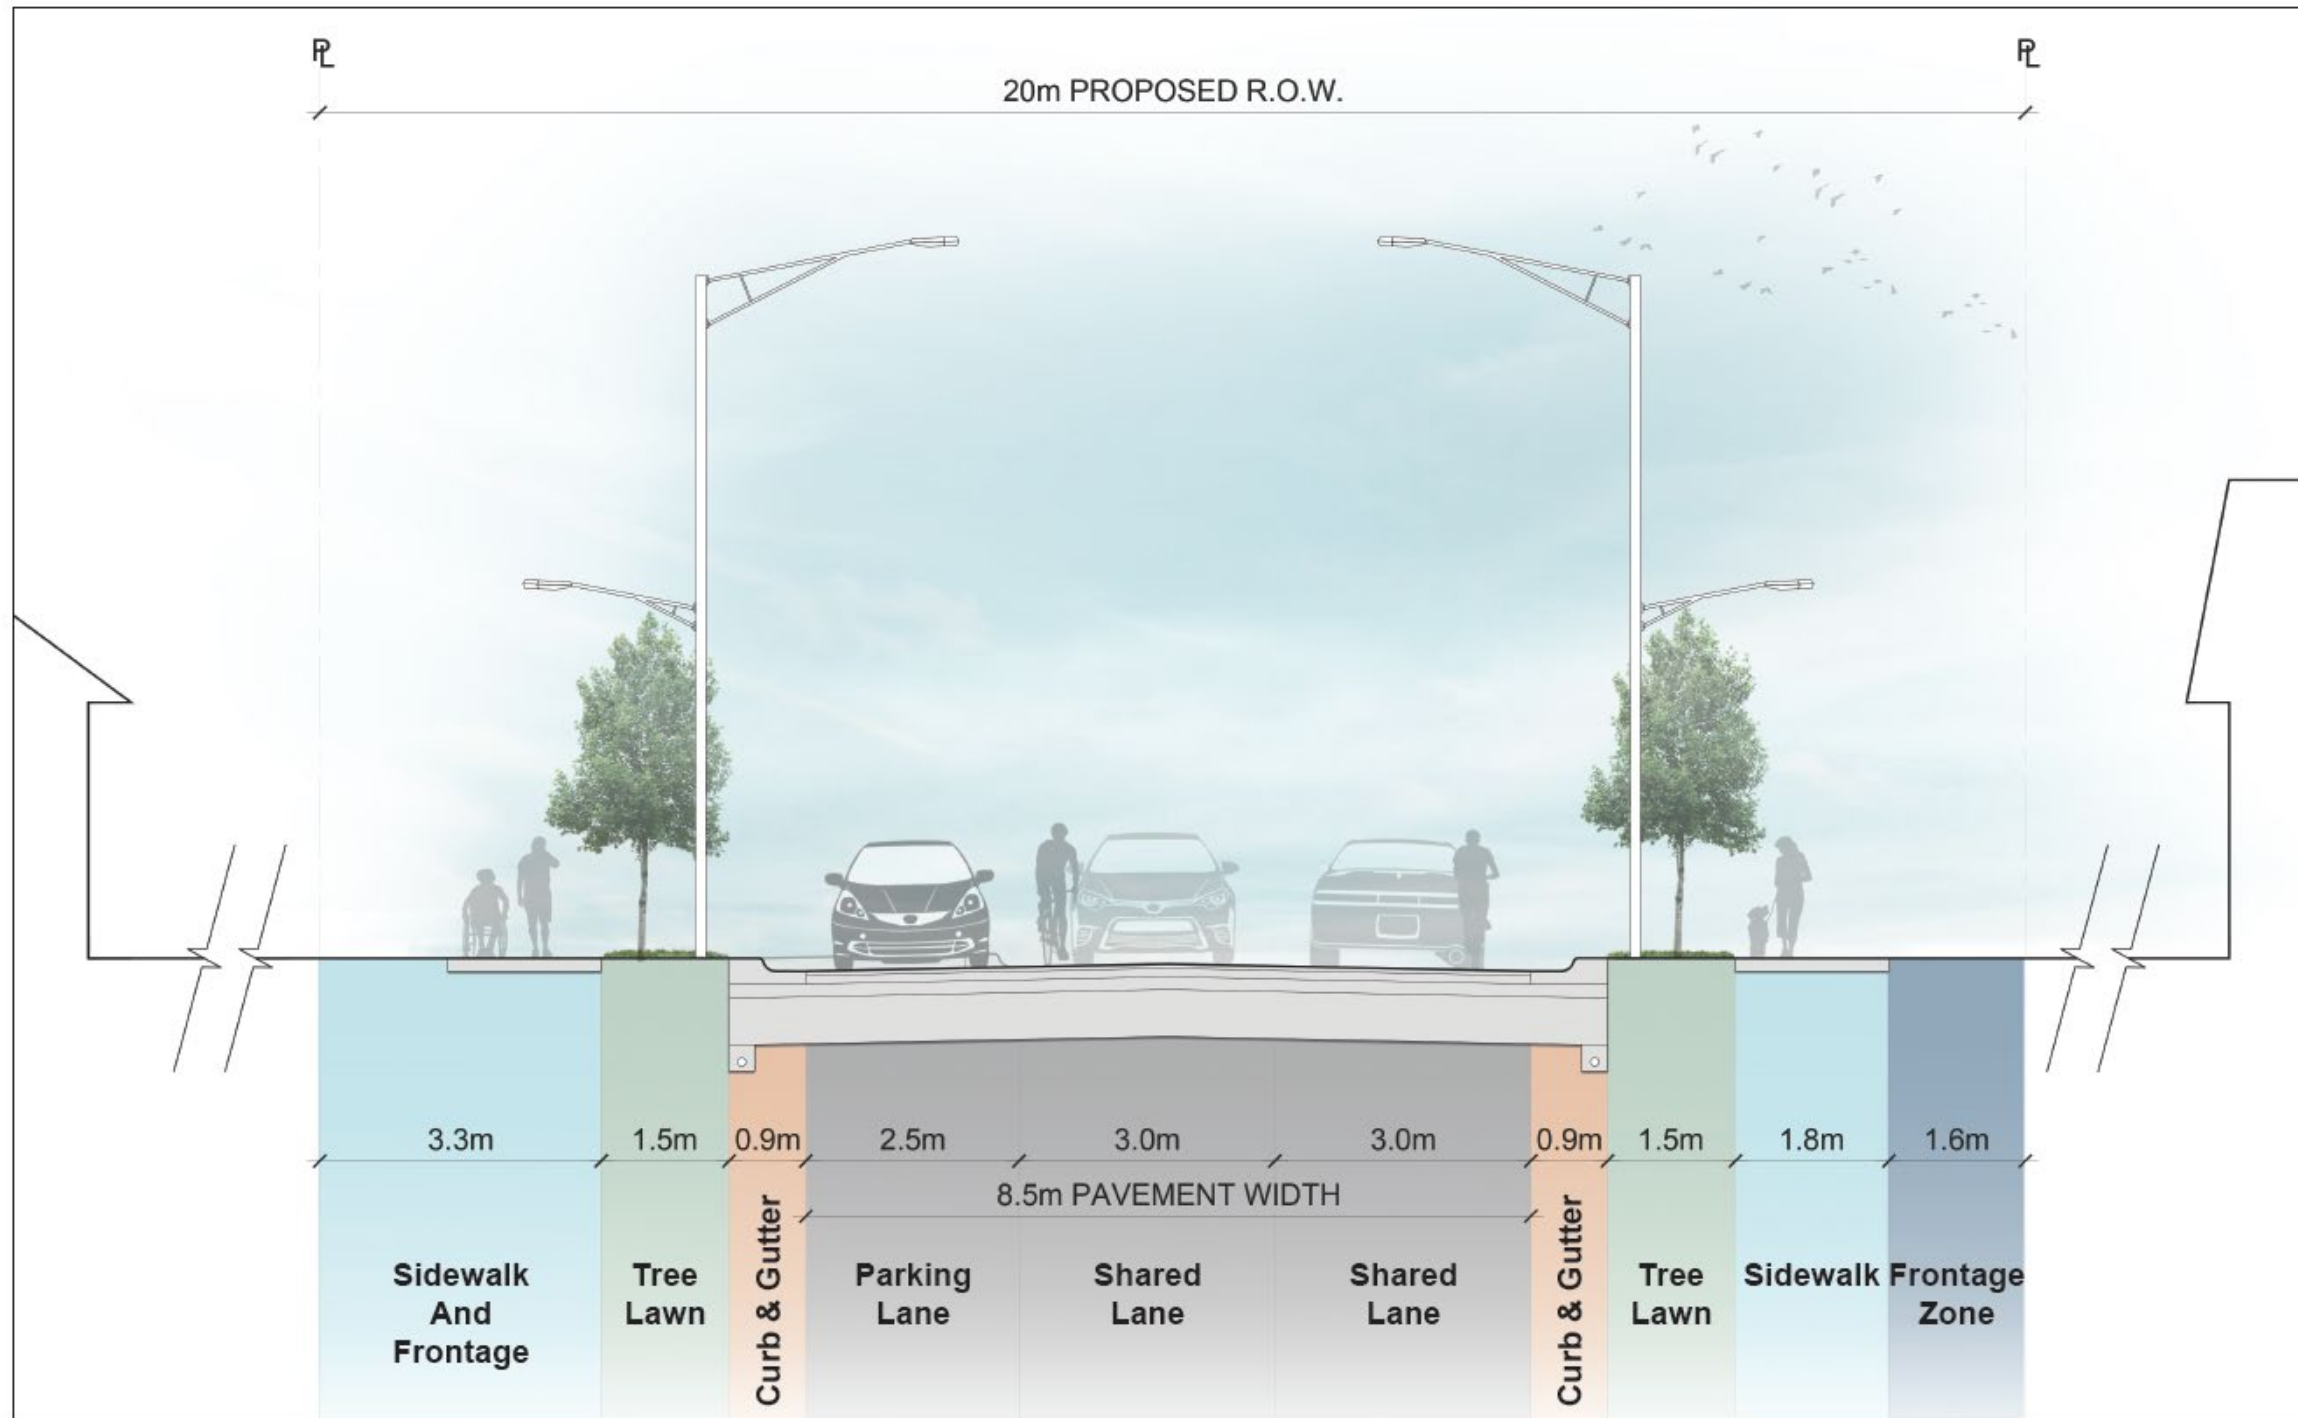 PL
PL
20m PROPOSED R.O.W.
3.3m
1.5m
0.9m
2.5m
3.0m
3.0m
0.9m
1.5m
1.8m
1.6m
8.5m PAVEMENT WIDTH
Sidewalk
And
Frontage
Tree
Lawn
Curb & Gutter
Parking
Lane
Shared
Lane
Shared
Lane
Curb & Gutter
Tree
Lawn
Sidewalk
Frontage
Zone